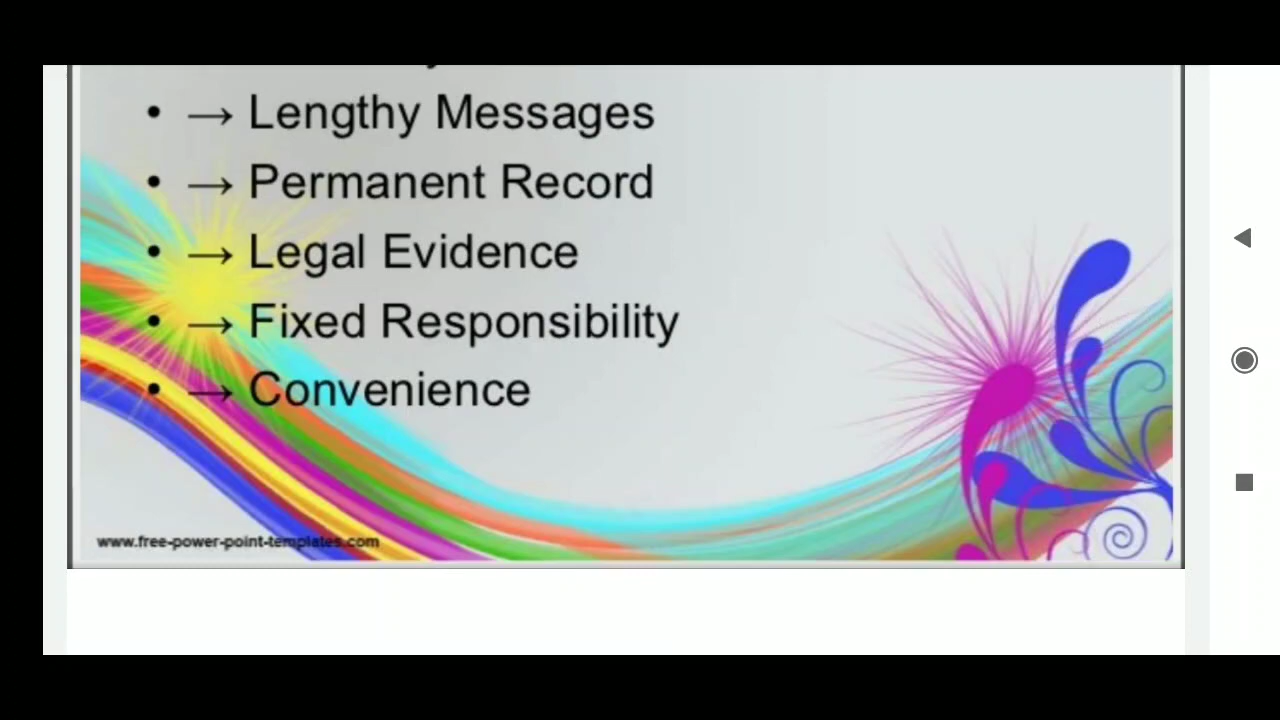 • → Lengthy Messages
• → Permanent Record
• → Legal Evidence
• → Fixed Responsibility
• → Convenience
www.free-power-point-templates.com